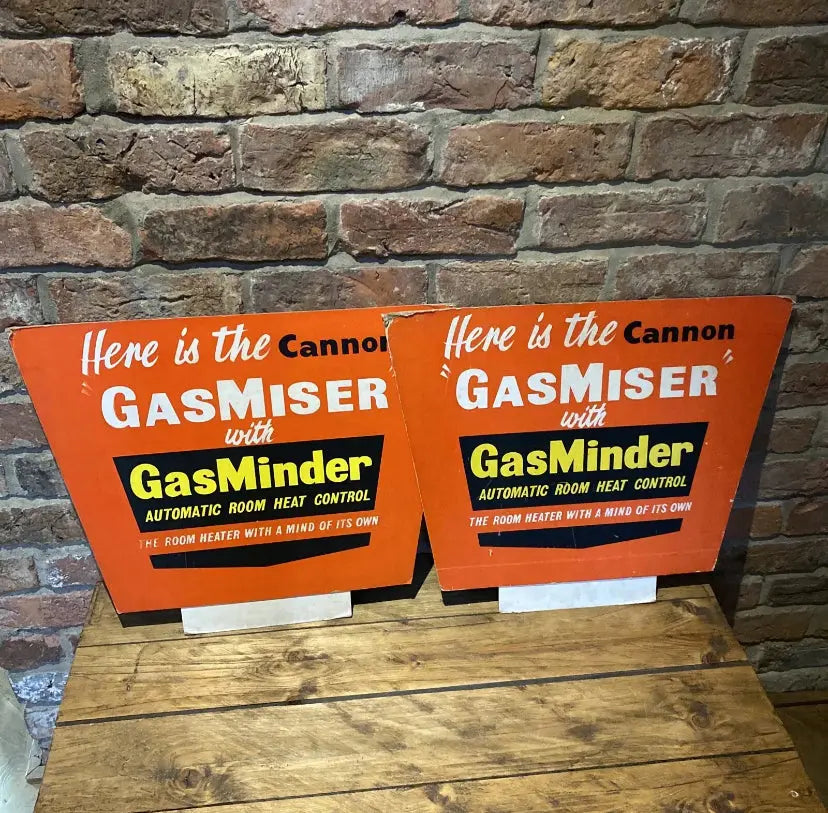 Here is the Cannon
"GASMISER
with
GasMinder
AUTOMATIC ROOM HEAT CONTROL
THE ROOM HEATER WITH A MIND OF ITS OWN
Here is the Cannon
"GASMISER"
with
GasMinder
AUTOMATIC ROOM HEAT CONTROL
THE ROOM HEATER WITH A MIND OF ITS OWN